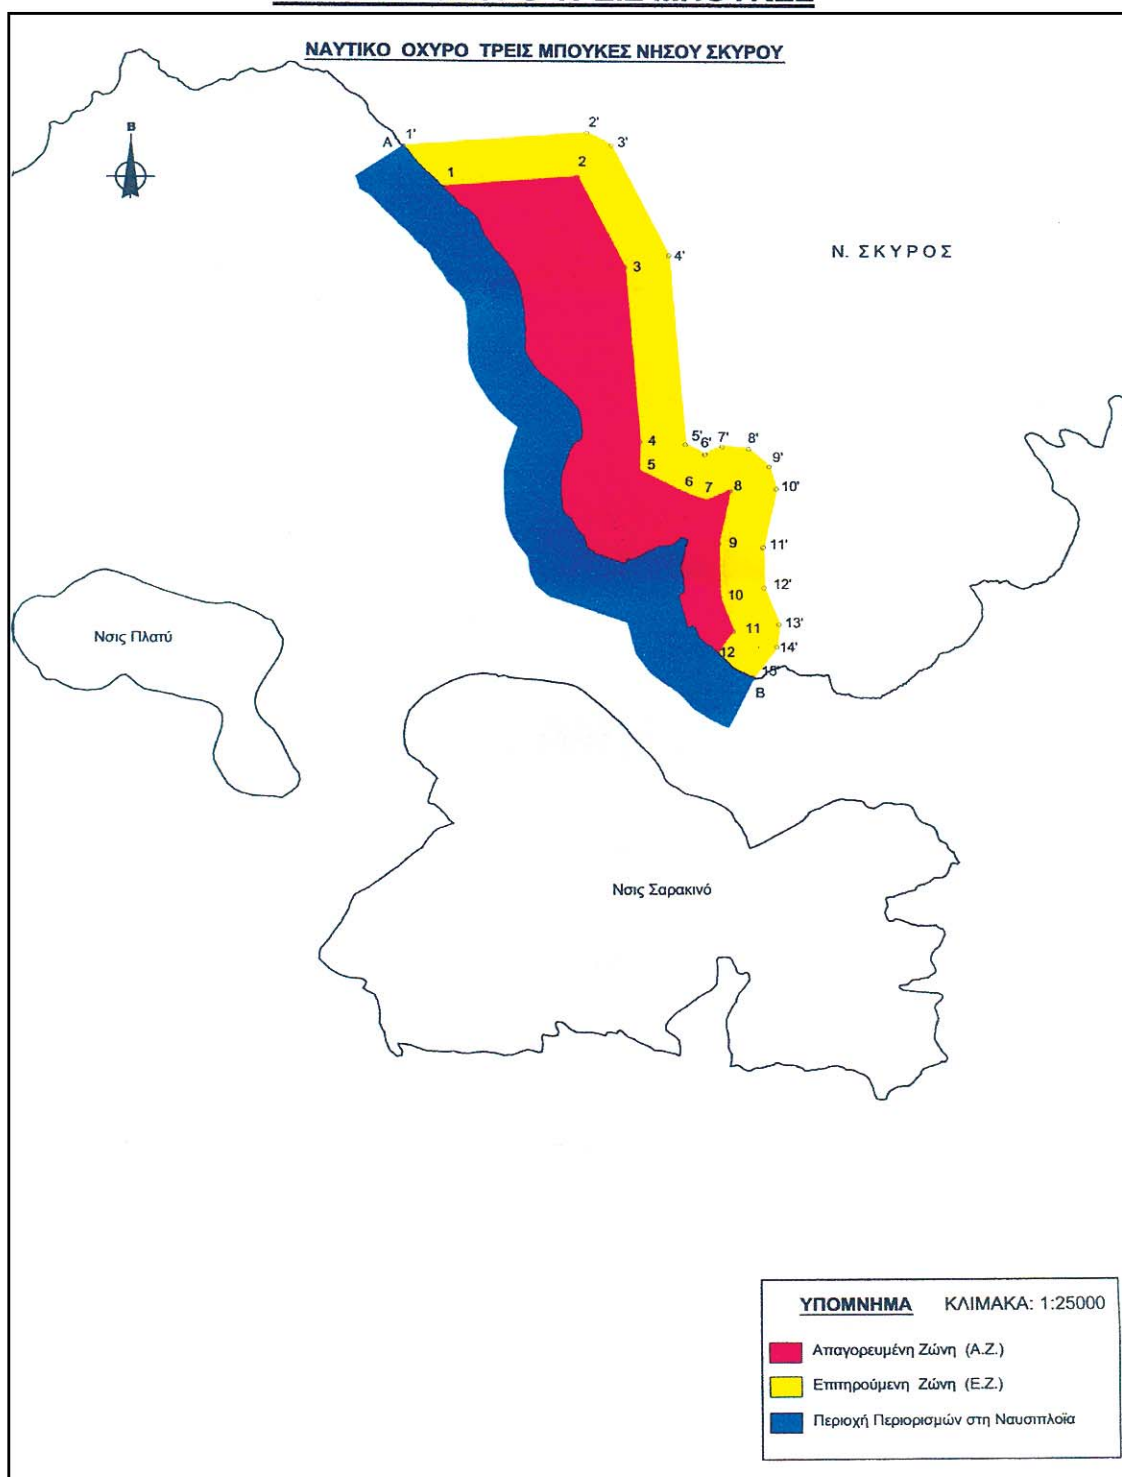 ΝΑΥΤΙΚΟ ΟΧΥΡΟ ΤΡΕΙΣ ΜΠΟΥΚΕΣ ΝΗΣΟΥ ΣΚΥΡΟΥ
Β
Α
1'
2'
3'
1
2
Ν. ΣΚΥΡΟΣ
4'
3
4
5'
6'
7'
8'
9'
5
6
7
8
10'
9
11'
10
12'
11
13'
12
14'
15'
Β
Νσις Πλατύ
Νσις Σαρακινό
ΥΠΟΜΝΗΜΑ ΚΛΙΜΑΚΑ: 1:25000
Απαγορευμένη Ζώνη (Α.Ζ.)
Επιτηρούμενη Ζώνη (Ε.Ζ.)
Περιοχή Περιορισμών στη Ναυσιπλοϊα